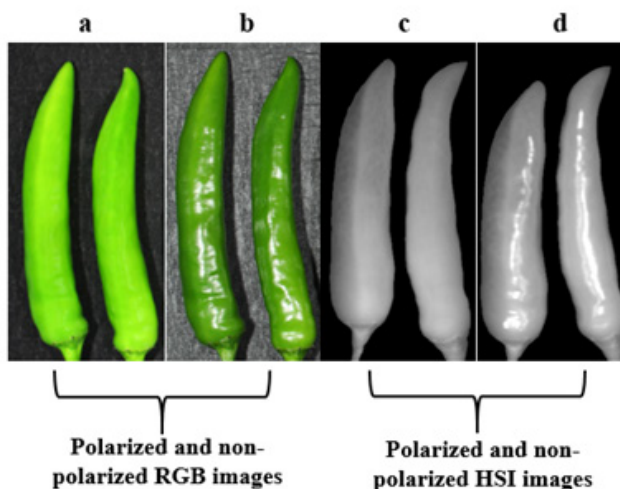 a b c d
Polarized and non-
polarized RGB images
Polarized and non-
polarized HSI images